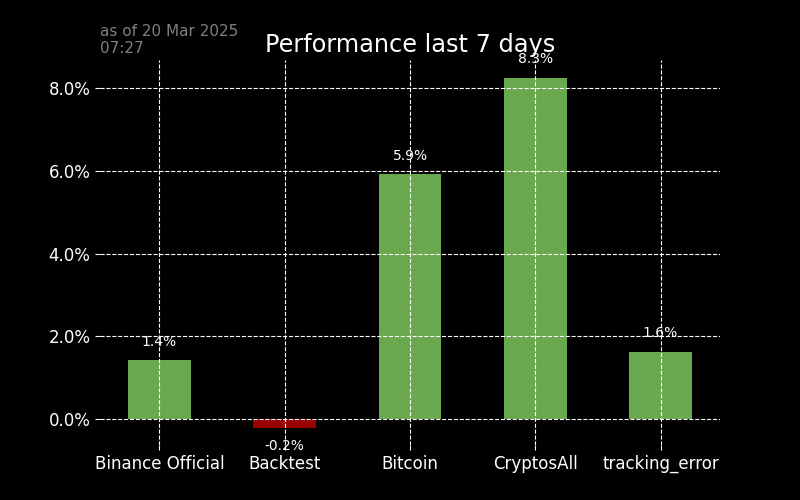 as of 20 Mar 2025
07:27
Performance last 7 days
8.3%
8.0%
5.9%
6.0%
4.0%
2.0%
1.4%
1.6%
0.0%
-0.2%
Binance Official
Backtest
Bitcoin
CryptosAll
tracking_error